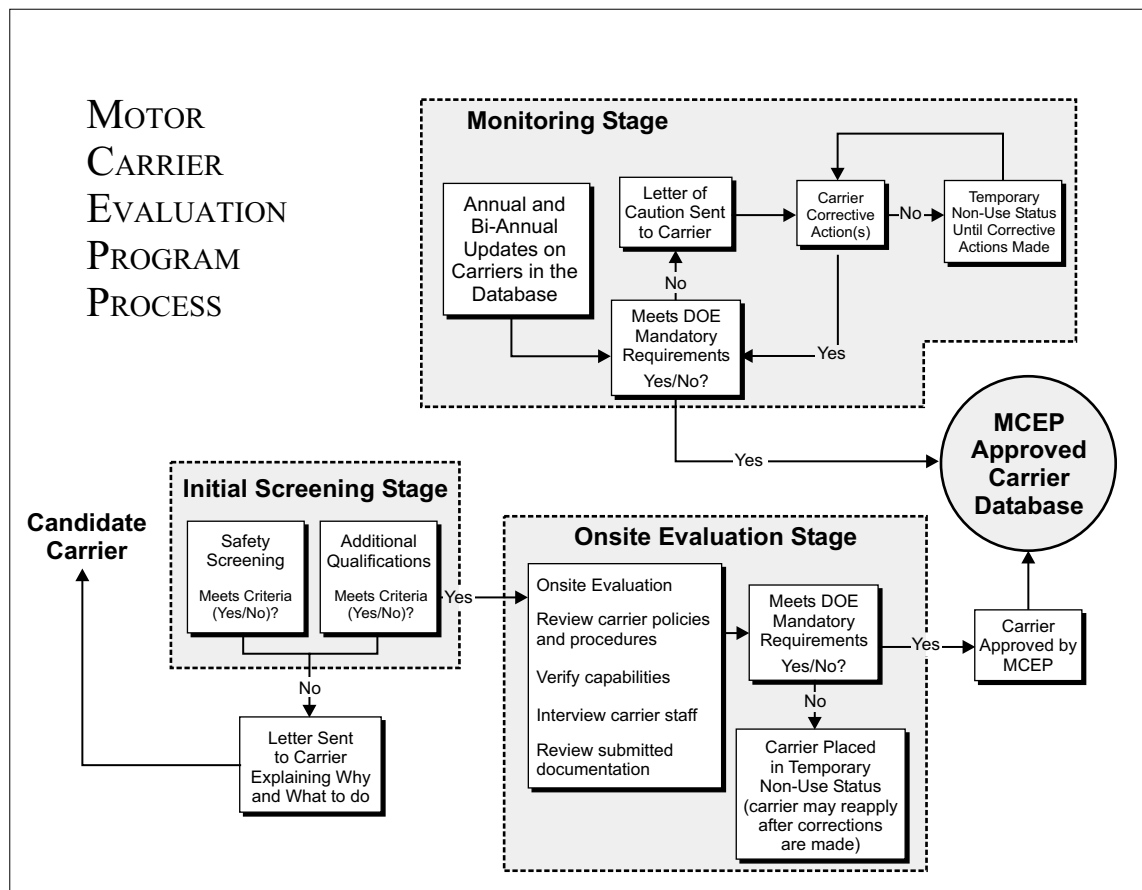 MOTOR
CARRIER
EVALUATION
PROGRAM
PROCESS
Monitoring Stage
Annual and
Bi-Annual
Updates on
Carriers in the
Database
Letter of
Caution Sent
to Carrier
Carrier
Corrective
Action(s)
No
Temporary
Non-Use Status
Until Corrective
Actions Made
No
Meets DOE
Mandatory
Requirements
Yes/No?
Yes
Yes
MCEP
Approved
Carrier
Database
Candidate
Carrier
Initial Screening Stage
Safety
Screening
Meets Criteria
(Yes/No)?
Additional
Qualifications
Meets Criteria
(Yes/No)?
Yes
No
Letter Sent
to Carrier
Explaining Why
and What to do
Onsite Evaluation Stage
Onsite Evaluation
Review carrier policies
and procedures
Verify capabilities
Interview carrier staff
Review submitted
documentation
Meets DOE
Mandatory
Requirements
Yes/No?
Yes
No
Carrier Placed
in Temporary
Non-Use Status
(carrier may reapply
after corrections
are made)
Carrier
Approved by
MCEP